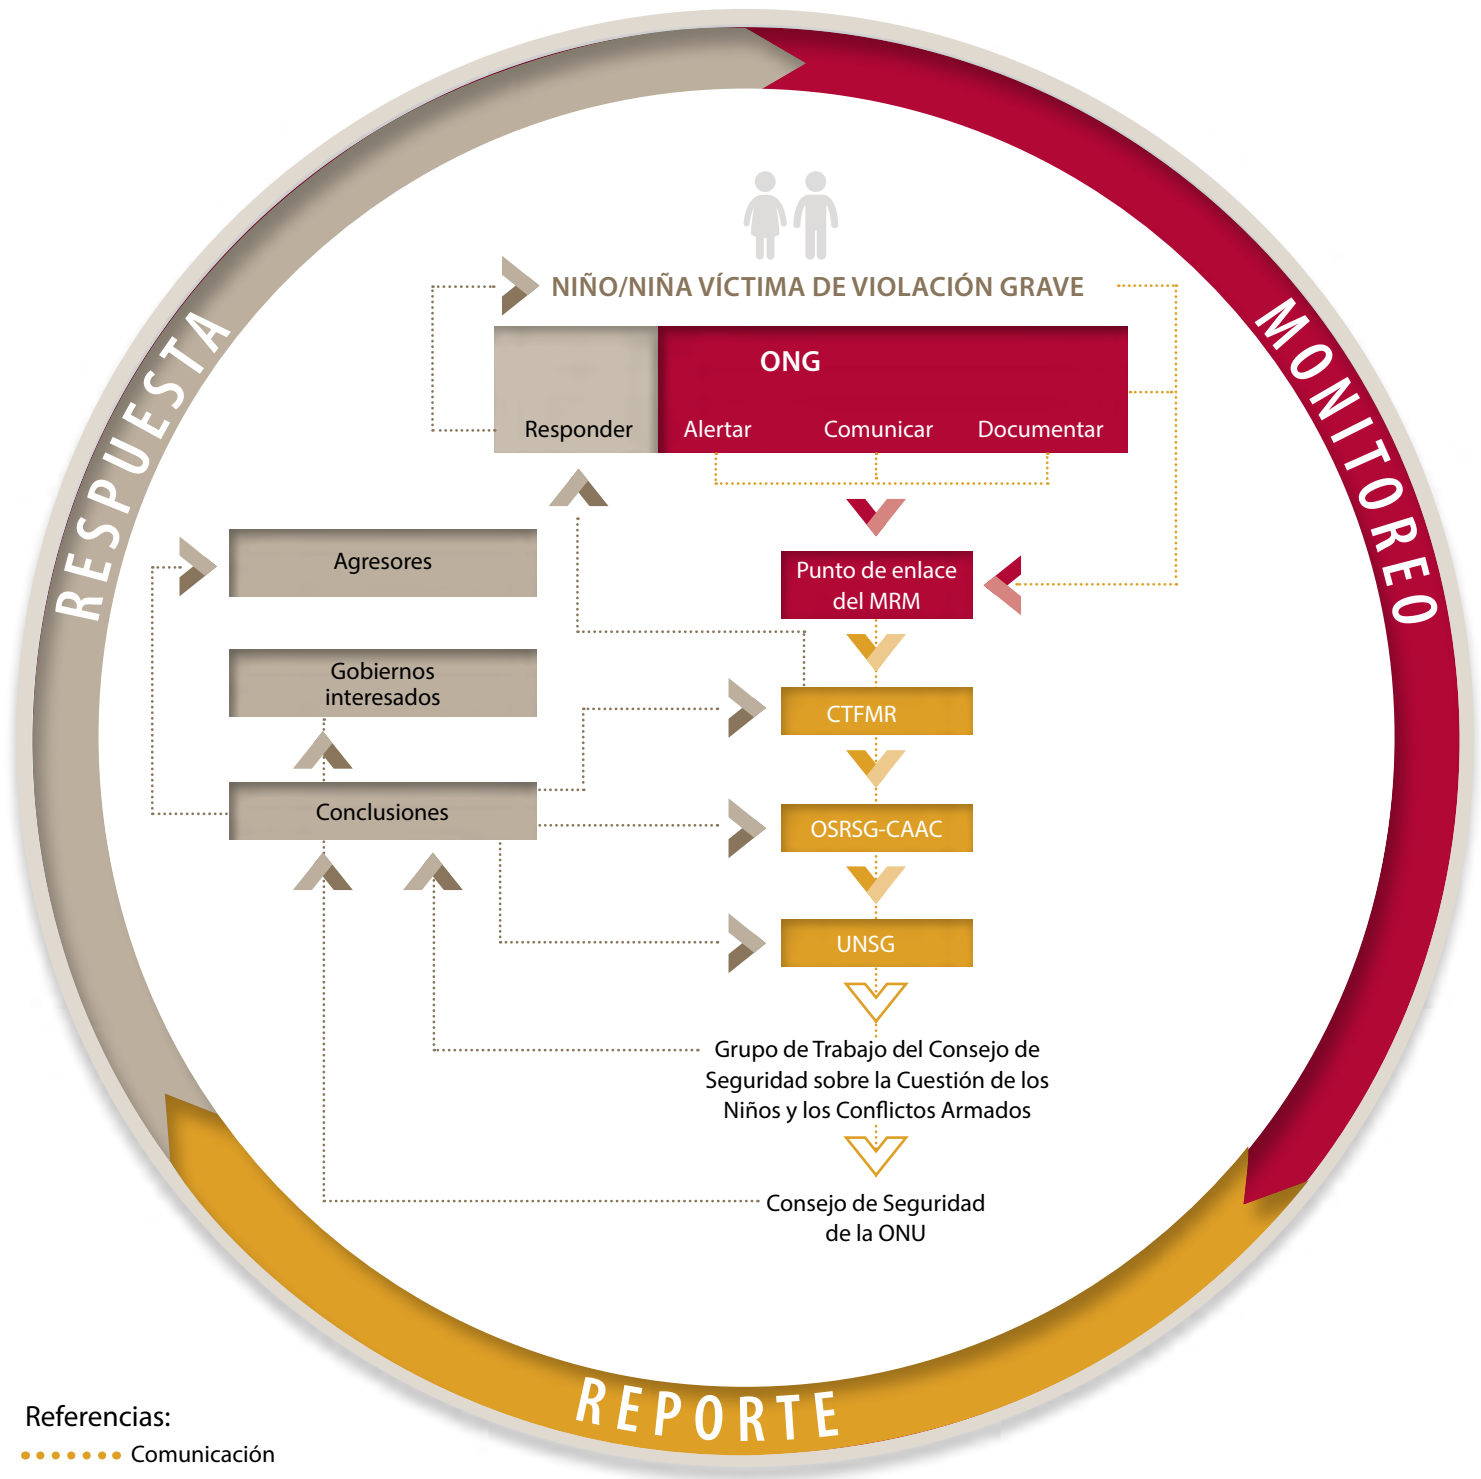 NIÑO/NIÑA VÍCTIMA DE VIOLACIÓN GRAVE
ONG
Responder
Alertar
Comunicar
Documentar
Agresores
Punto de enlace
del MRM
Gobiernos
interesados
CTFMR
Conclusiones
OSRSG-CAAC
UNSG
Grupo de Trabajo del Consejo de
Seguridad sobre la Cuestión de los
Niños y los Conflictos Armados
Consejo de Seguridad
de la ONU
RESPUESTA
MONITOREO
REPORTE
Referencias:
Comunicación